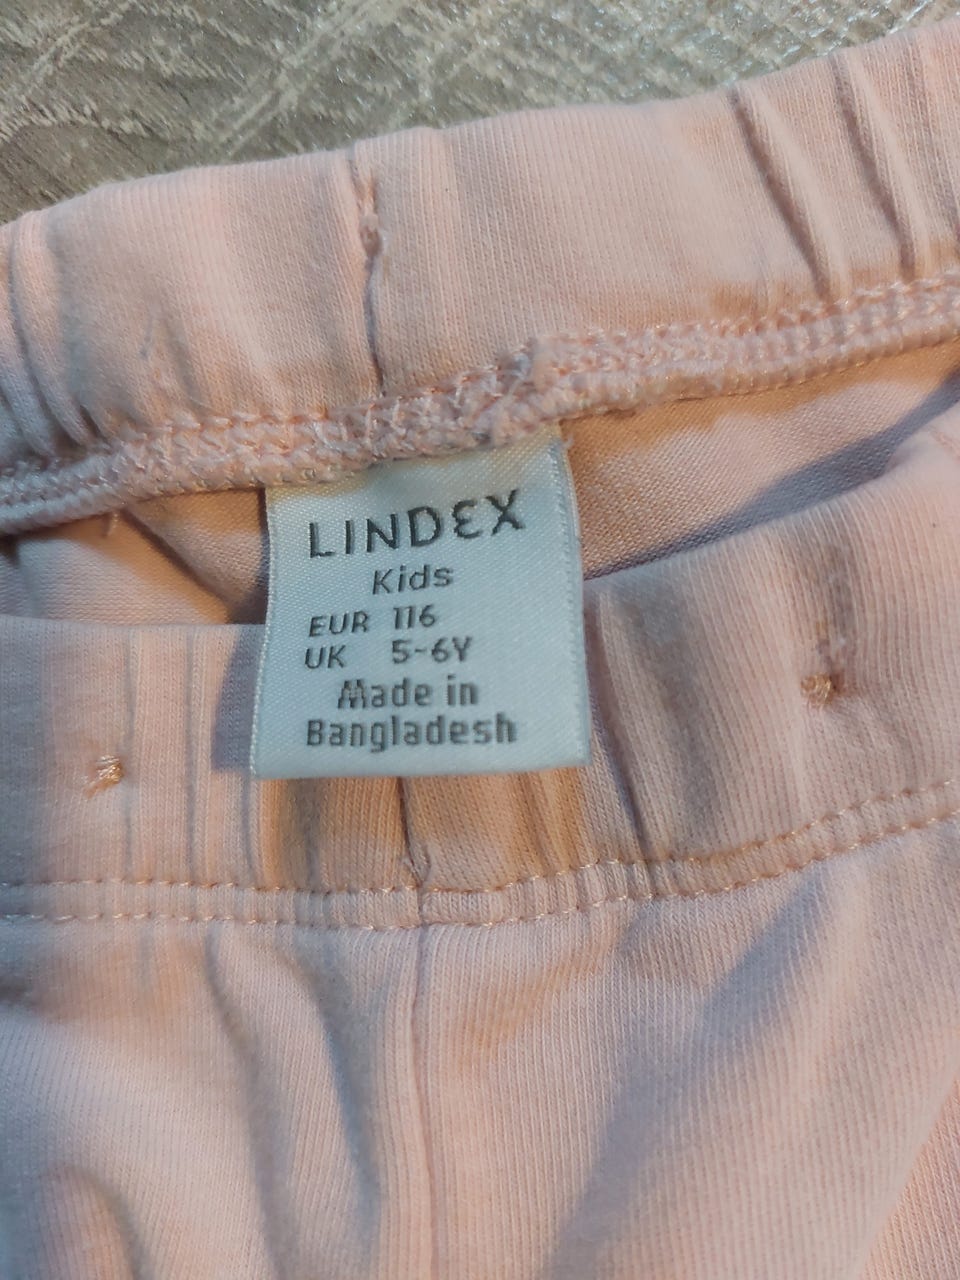 LINDEX
Kids
EUR 116
UK 5-6Y
Made in
Bangladesh